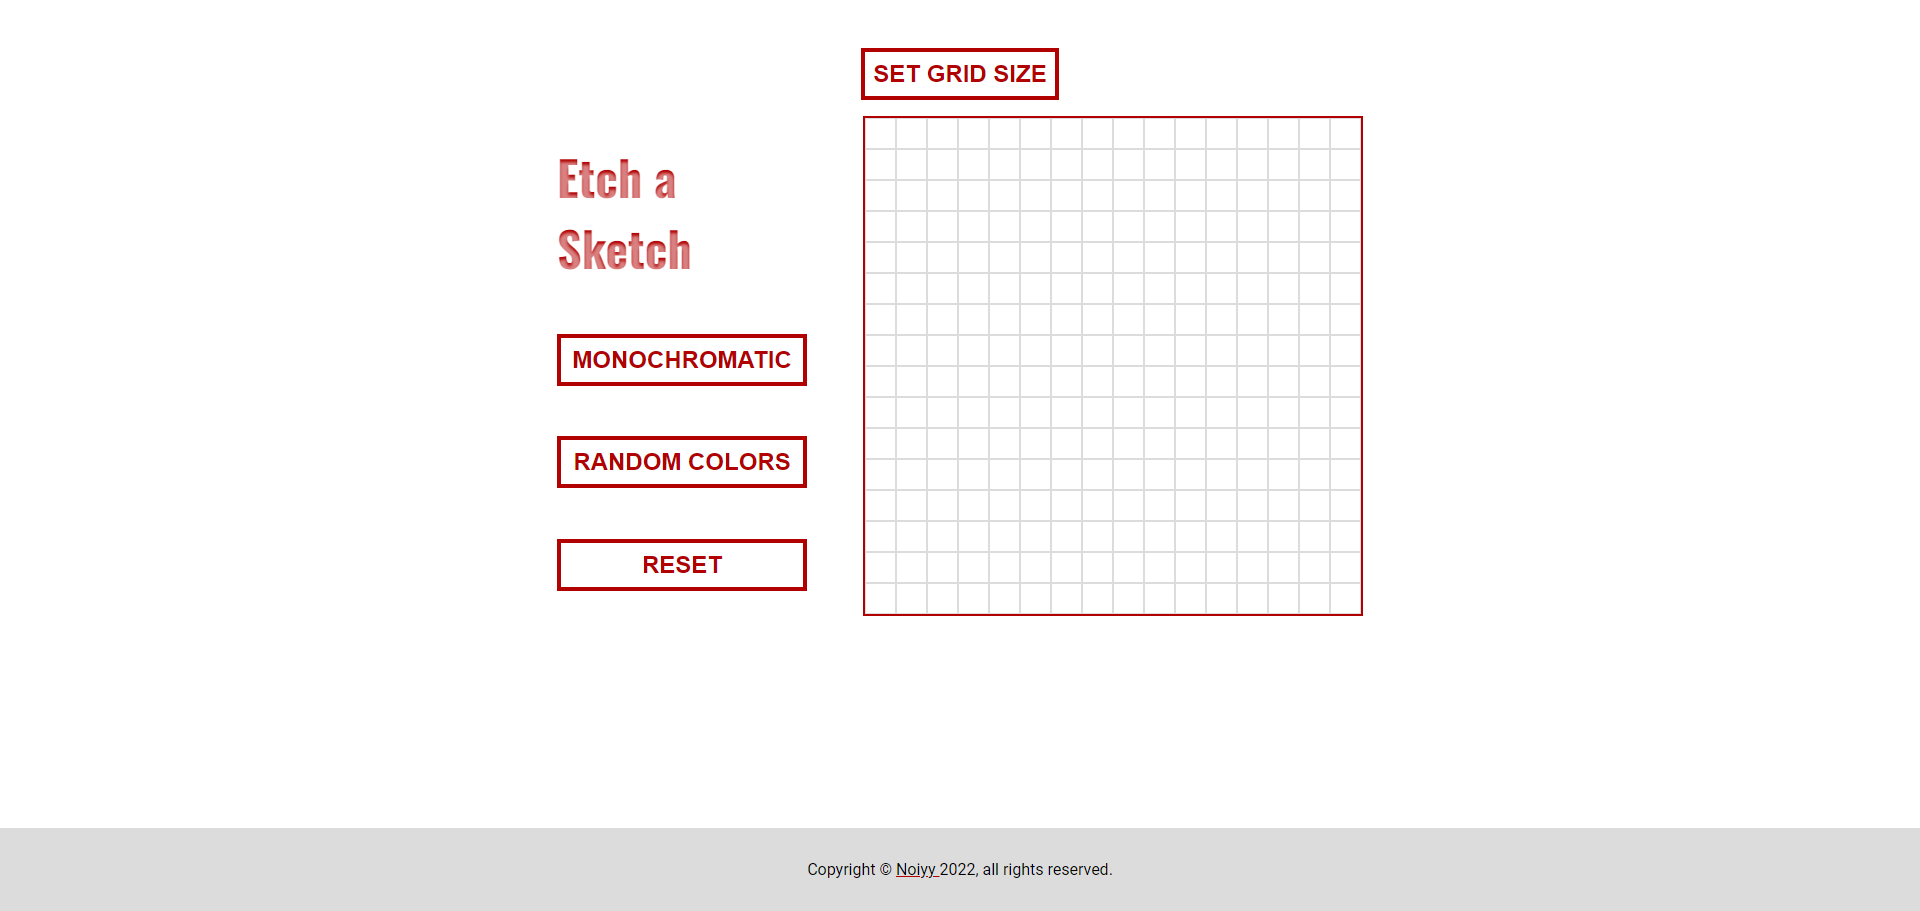 SET GRID SIZE
Etch a
Sketch
MONOCHROMATIC
RANDOM COLORS
RESET
Copyright © Noiyy 2022, all rights reserved.